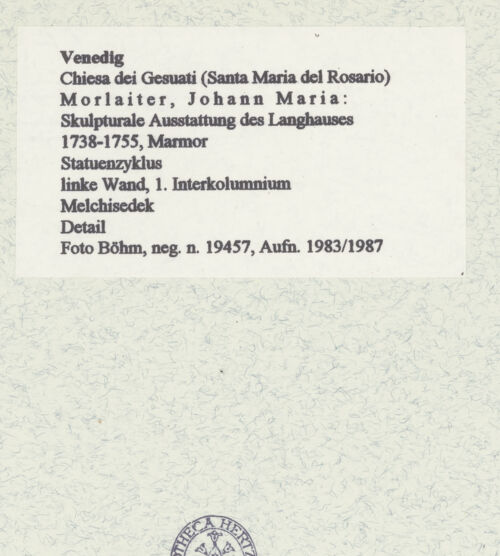 Venedig
Chiesa dei Gesuati (Santa Maria del Rosario)
Morlaiter, Johann Maria:
Skulpturale Ausstattung des Langhauses
1738-1755, Marmor
Statuenzyklus
linke Wand, 1. Interkolumnium
Melchisedek
Detail
Foto Böhm, neg. n. 19457, Aufn. 1983/1987